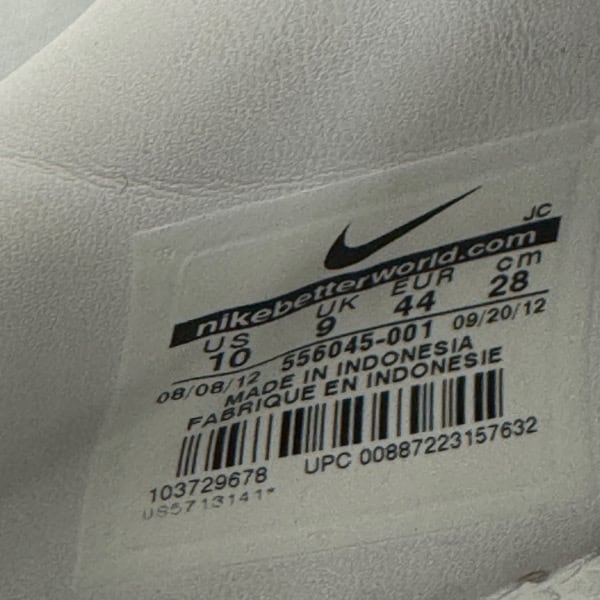 JC
nikebetterworld.com
US UK EUR cm
10 9 44 28
08/08/12 556045-001 09/20/12
MADE IN INDONESIA
FABRIQUE EN INDONESIE
103729678 UPC 00887223157632
US5713141*